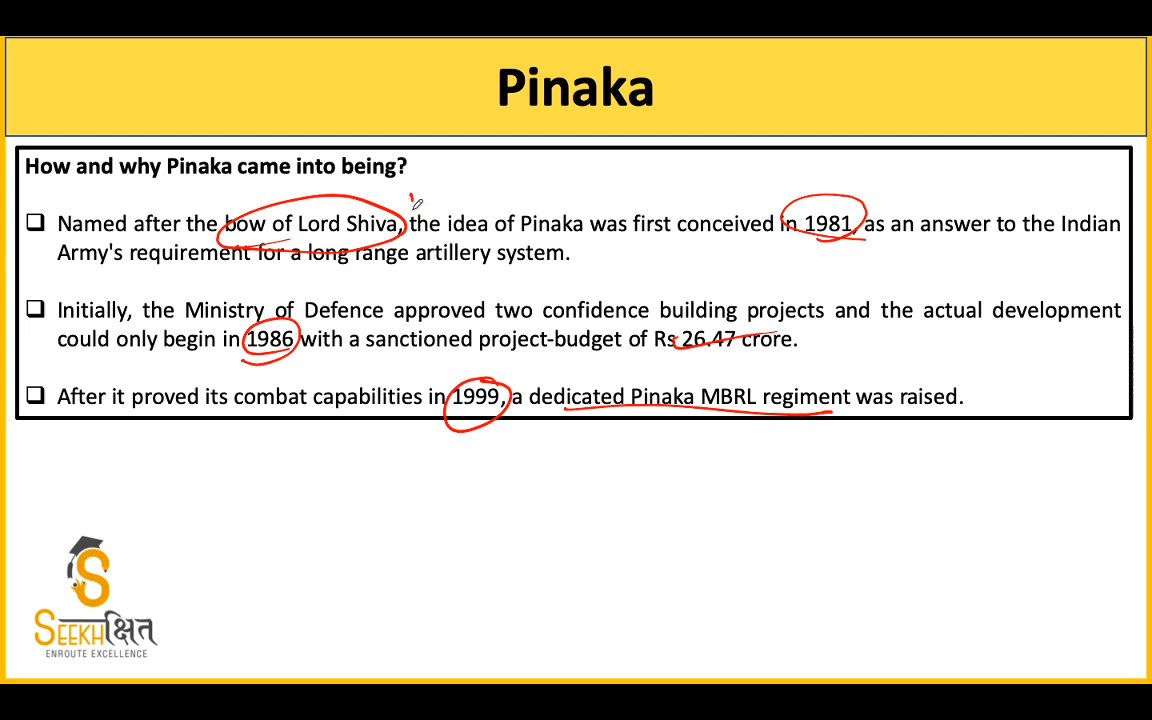 Pinaka
How and why Pinaka came into being?
❑ Named after the bow of Lord Shiva, the idea of Pinaka was first conceived in 1981, as an answer to the Indian
Army's requirement for a long range artillery system.
❑ Initially, the Ministry of Defence approved two confidence building projects and the actual development
could only begin in 1986 with a sanctioned project-budget of Rs 26.47 crore.
❑ After it proved its combat capabilities in 1999, a dedicated Pinaka MBRL regiment was raised.
S
SEEKHक्षित
ENROUTE EXCELLENCE